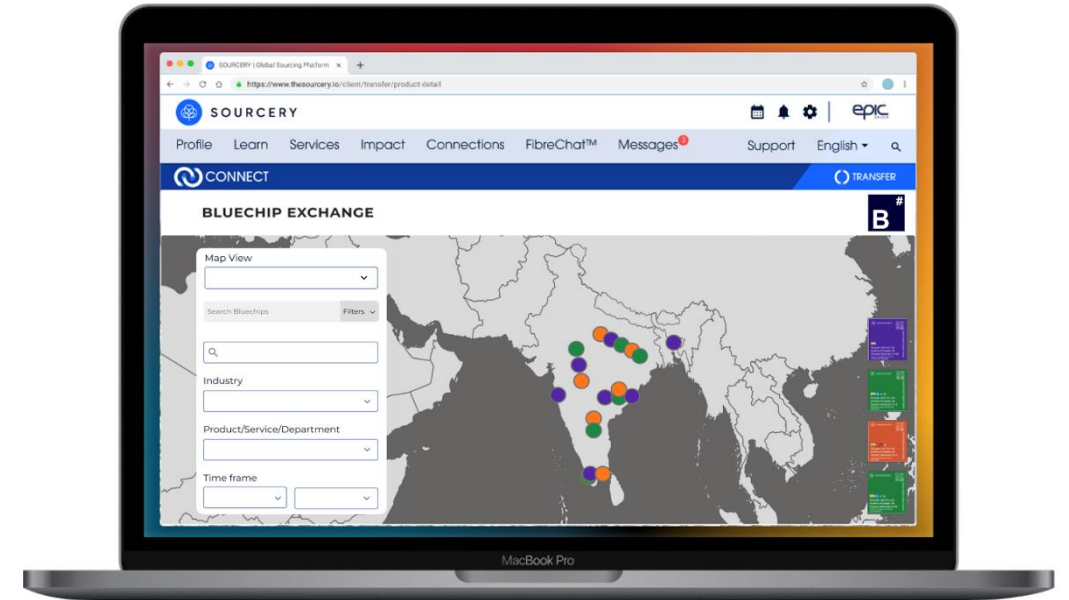 SOURCERY | Global Sourcing Platform
https://www.thesourcery.io/client/transfer/product-detail
SOURCERY
EPIC
Profile Learn Services Impact Connections FibreChat™ Messages 3 Support English
CONNECT
TRANSFER
BLUECHIP EXCHANGE
B#
Map View
Search Bluechips Filters
Industry
Product/Service/Department
Time frame
MacBook Pro